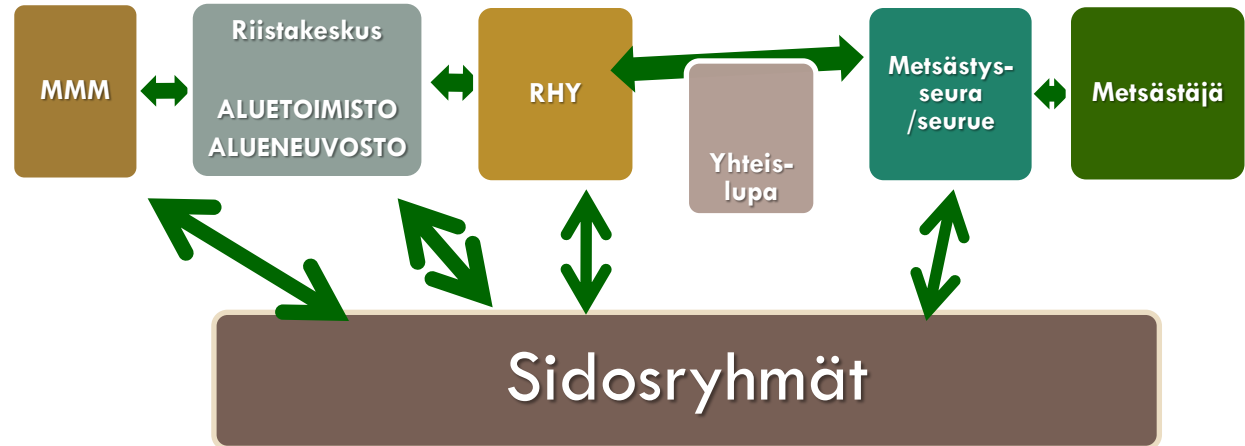 MMM
Riistakeskus
ALUETOIMISTO
ALUENEUVOSTO
RHY
Yhteis-
lupa
Metsästys-
seura
/seurue
Metsästäjä
Sidosryhmät